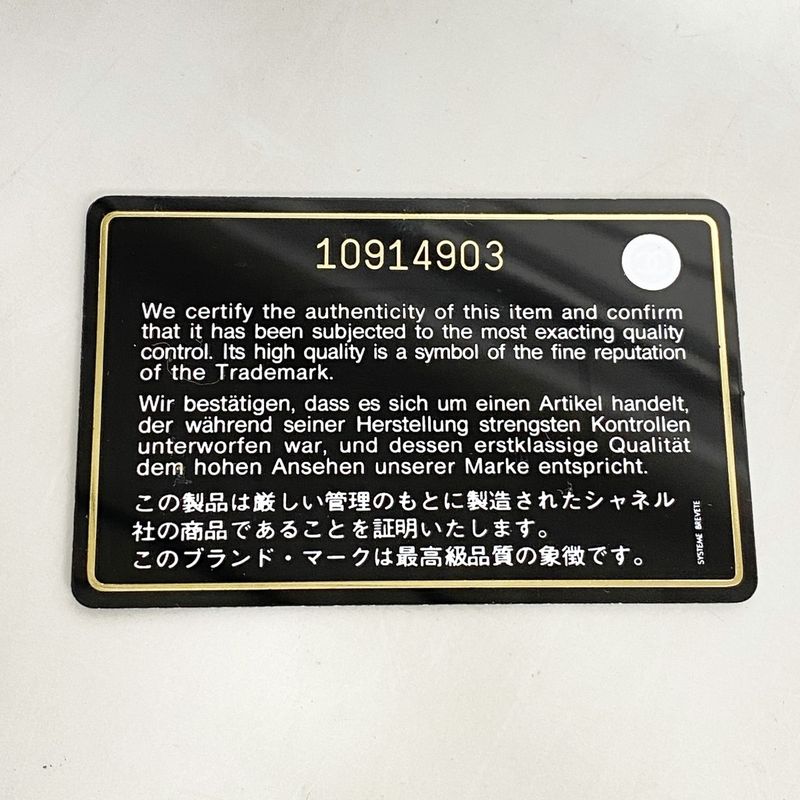 10914903
We certify the authenticity of this item and confirm
that it has been subjected to the most exacting quality
control. Its high quality is a symbol of the fine reputation
of the Trademark.
Wir bestätigen, dass es sich um einen Artikel handelt,
der während seiner Herstellung strengsten Kontrollen
unterworfen war, und dessen erstklassige Qualität
dem hohen Ansehen unserer Marke entspricht.
この製品は厳しい管理のもとに製造されたシャネル
社の商品であることを証明いたします。
このブランド・マークは最高級品質の象徴です。
SYSTEME BREVETE